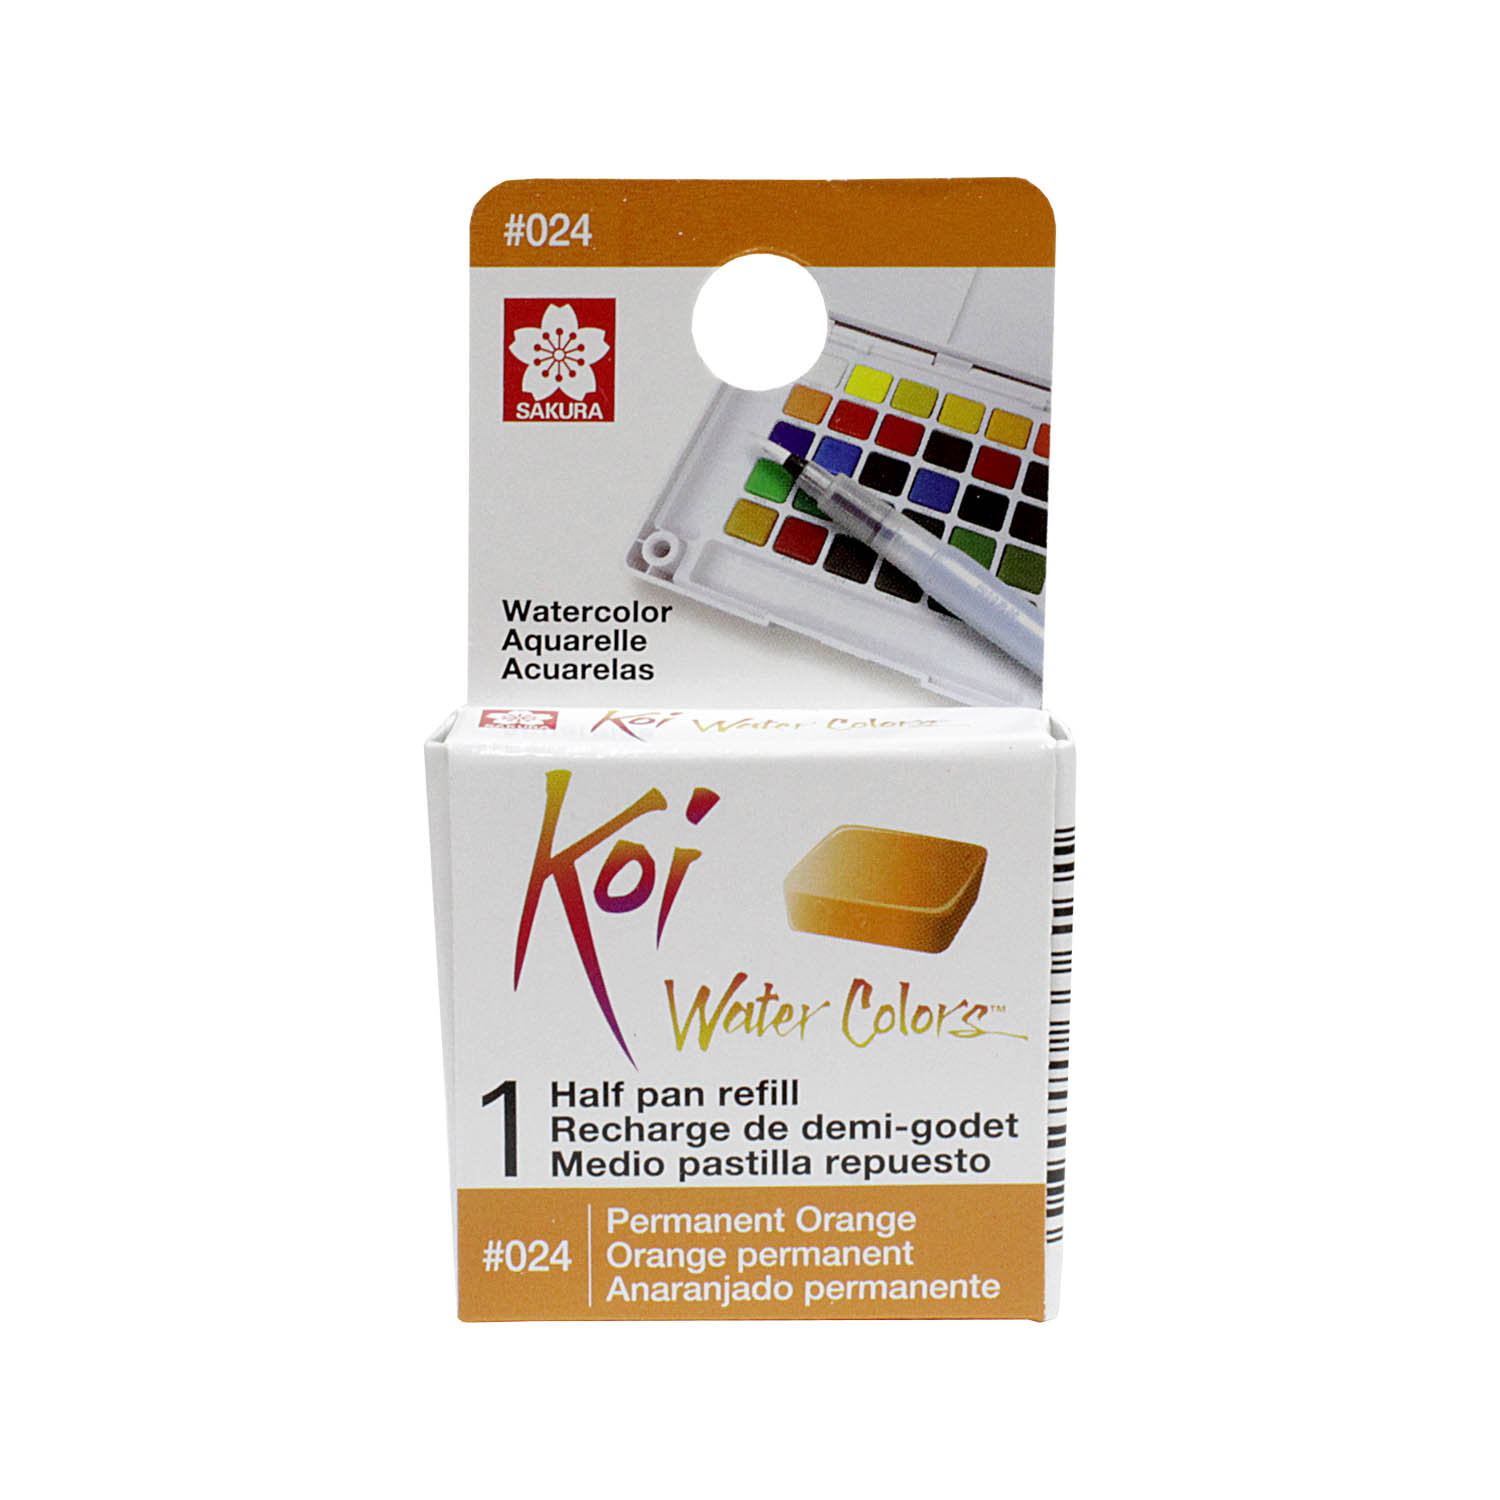 #024
SAKURA
Watercolor
Aquarelle
Acuarelas
SAKURA
Koi Water Colors
Koi
Water Colors™
1
Half pan refill
Recharge de demi-godet
Medio pastilla repuesto
#024
Permanent Orange
Orange permanent
Anaranjado permanente